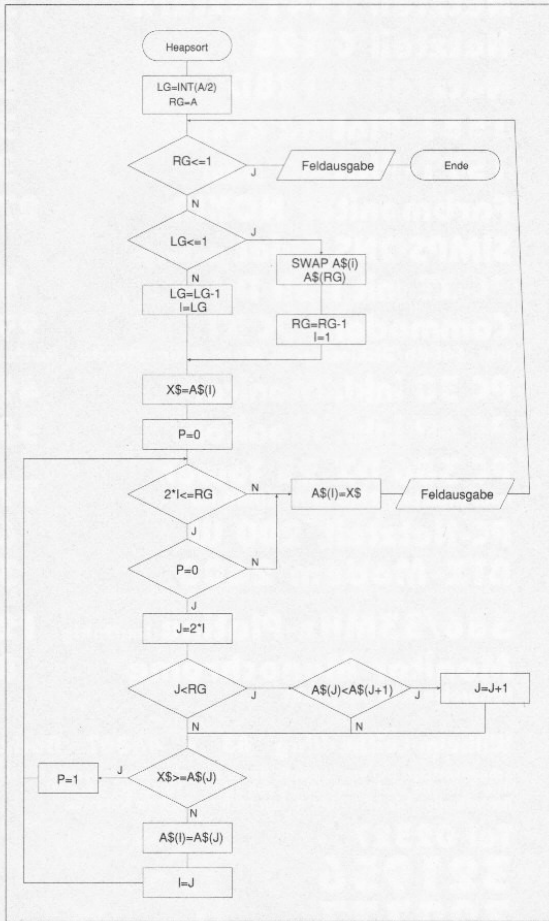 Heapsort
LG=INT(A/2)
RG=A
RG<=1
J
Feldausgabe
Ende
N
LG<=1
J
N
SWAP A$(i)
A$(RG)
LG=LG-1
I=LG
RG=RG-1
I=1
X$=A$(I)
P=0
2*I<=RG
N
A$(I)=X$
Feldausgabe
J
P=0
N
J
J=2*I
J<RG
J
A$(J)<A$(J+1)
J
J=J+1
N
N
X$>=A$(J)
J
P=1
N
A$(I)=A$(J)
I=J